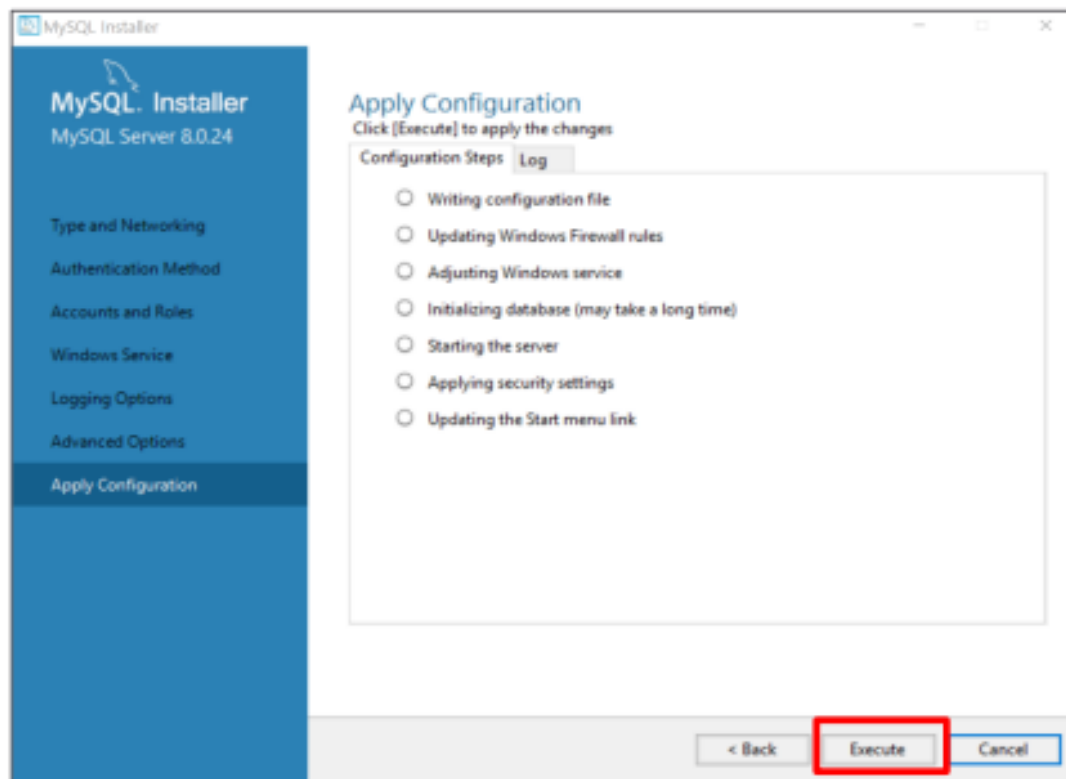 MySQL Installer
MySQL. Installer
MySQL Server 8.0.24
Type and Networking
Authentication Method
Accounts and Roles
Windows Service
Logging Options
Advanced Options
Apply Configuration
Apply Configuration
Click [Execute] to apply the changes
Configuration Steps Log
Writing configuration file
Updating Windows Firewall rules
Adjusting Windows service
Initializing database (may take a long time)
Starting the server
Applying security settings
Updating the Start menu link
< Back Execute Cancel